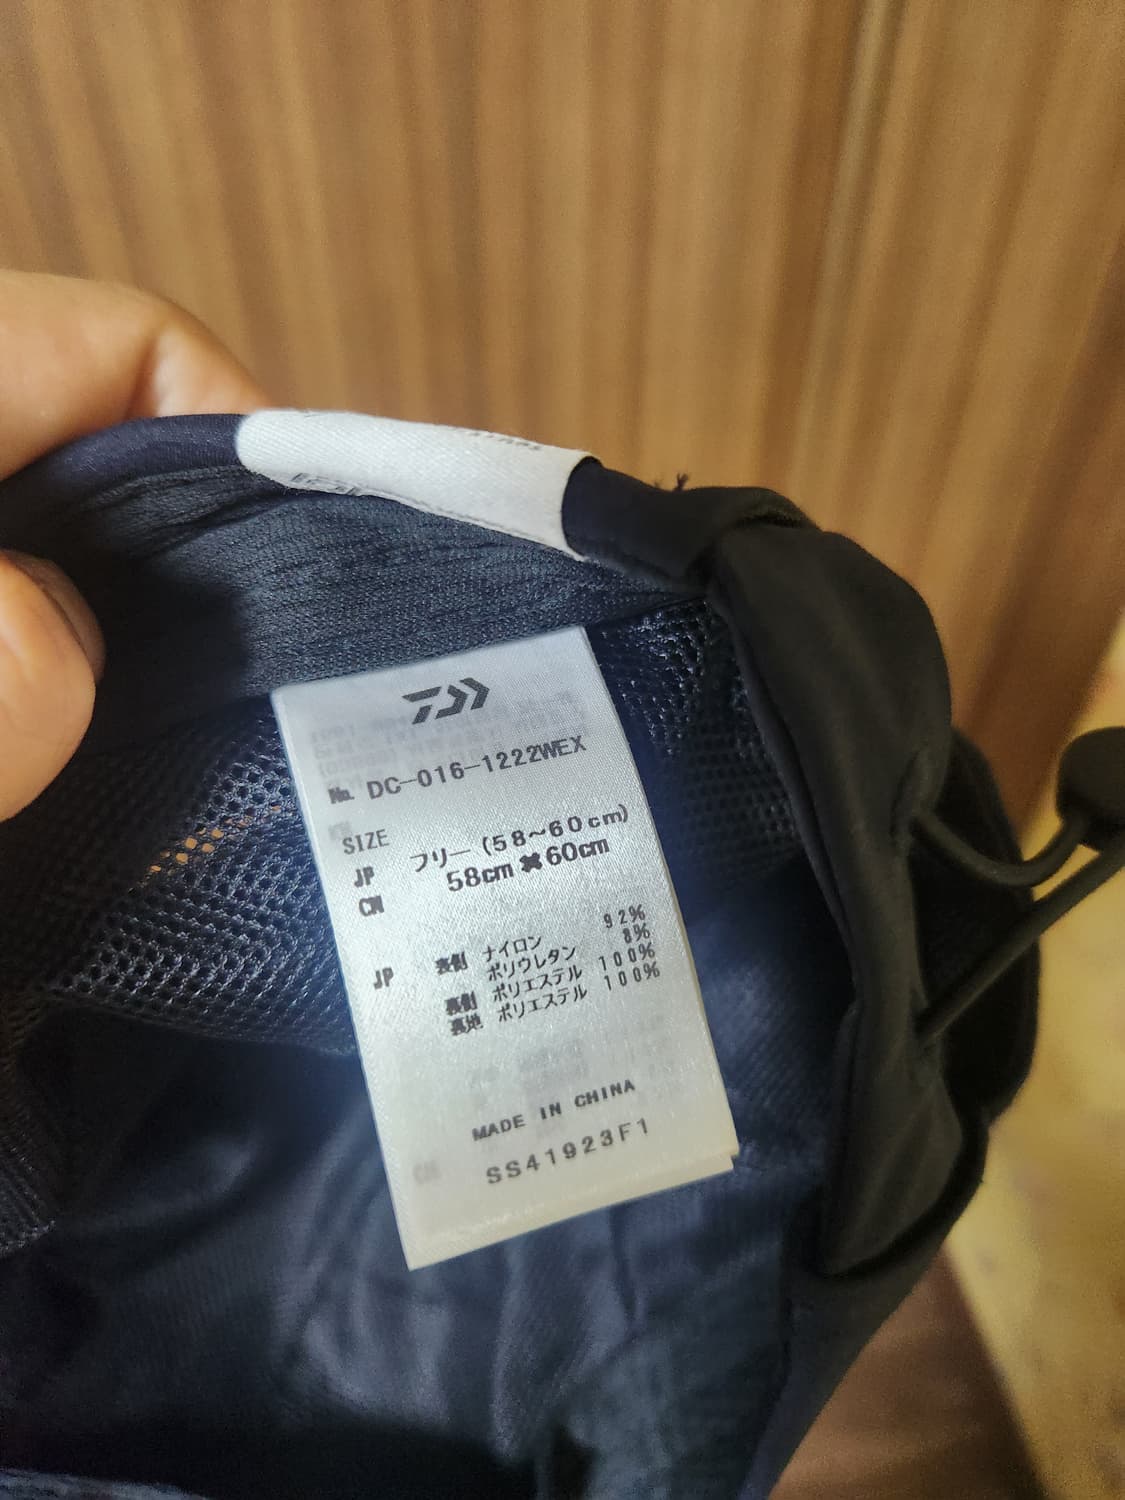 № DC-016-1222WEX
SIZE
JP フリー (58~60cm)
CN 58cm✖60cm
JP 表側 ナイロン 92%
ポリウレタン 8%
裏側 ポリエステル 100%
裏地 ポリエステル 100%
MADE IN CHINA
SS41923F1